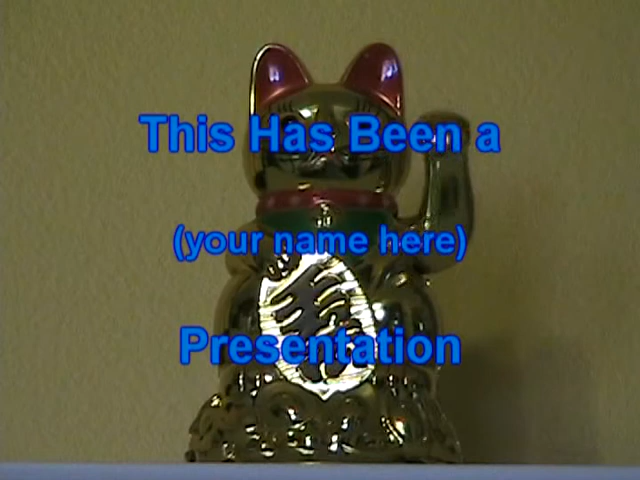 This Has Been a
(your name here)
Presentation